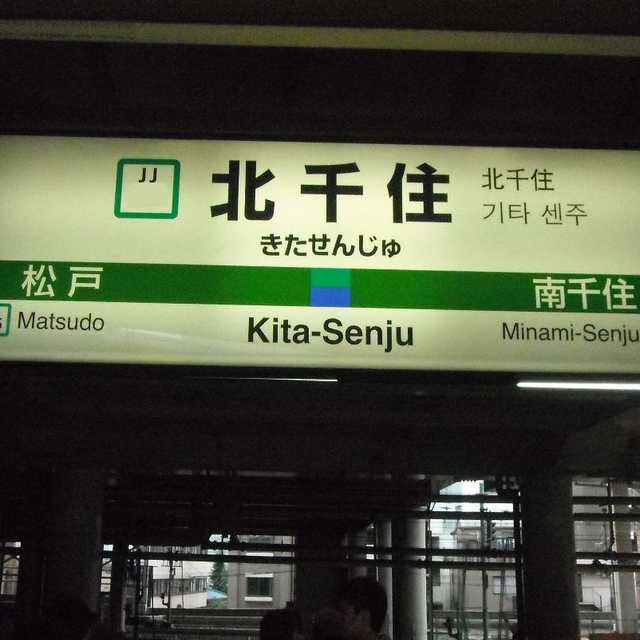 JJ
北千住
きたせんじゅ
北千住
기타 센주
松戸
南千住
Matsudo
Kita-Senju
Minami-Senju